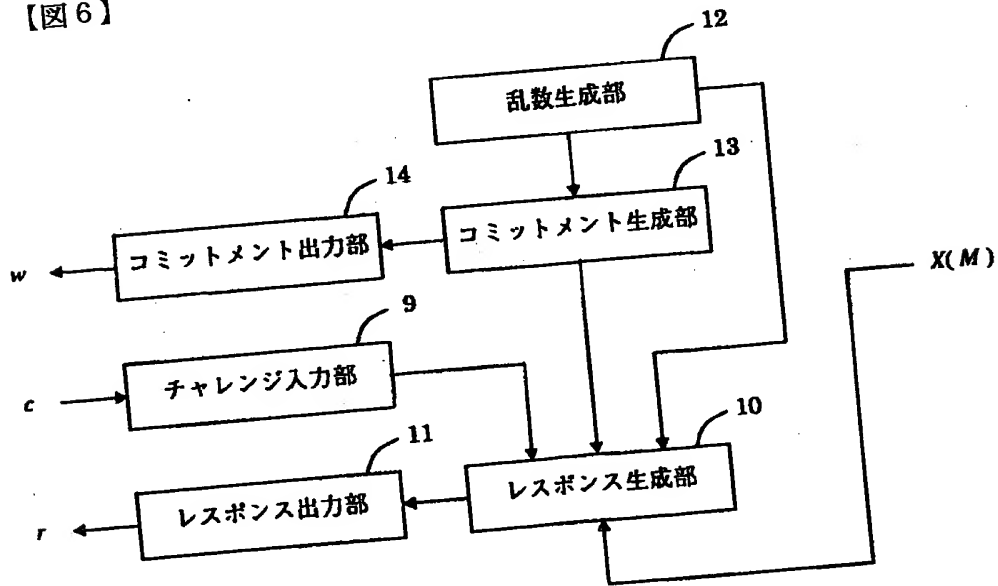 【図6】
12
乱数生成部
13
14
コミットメント生成部
コミットメント出力部
w
X(M)
9
チャレンジ入力部
c
10
11
レスポンス生成部
レスポンス出力部
r